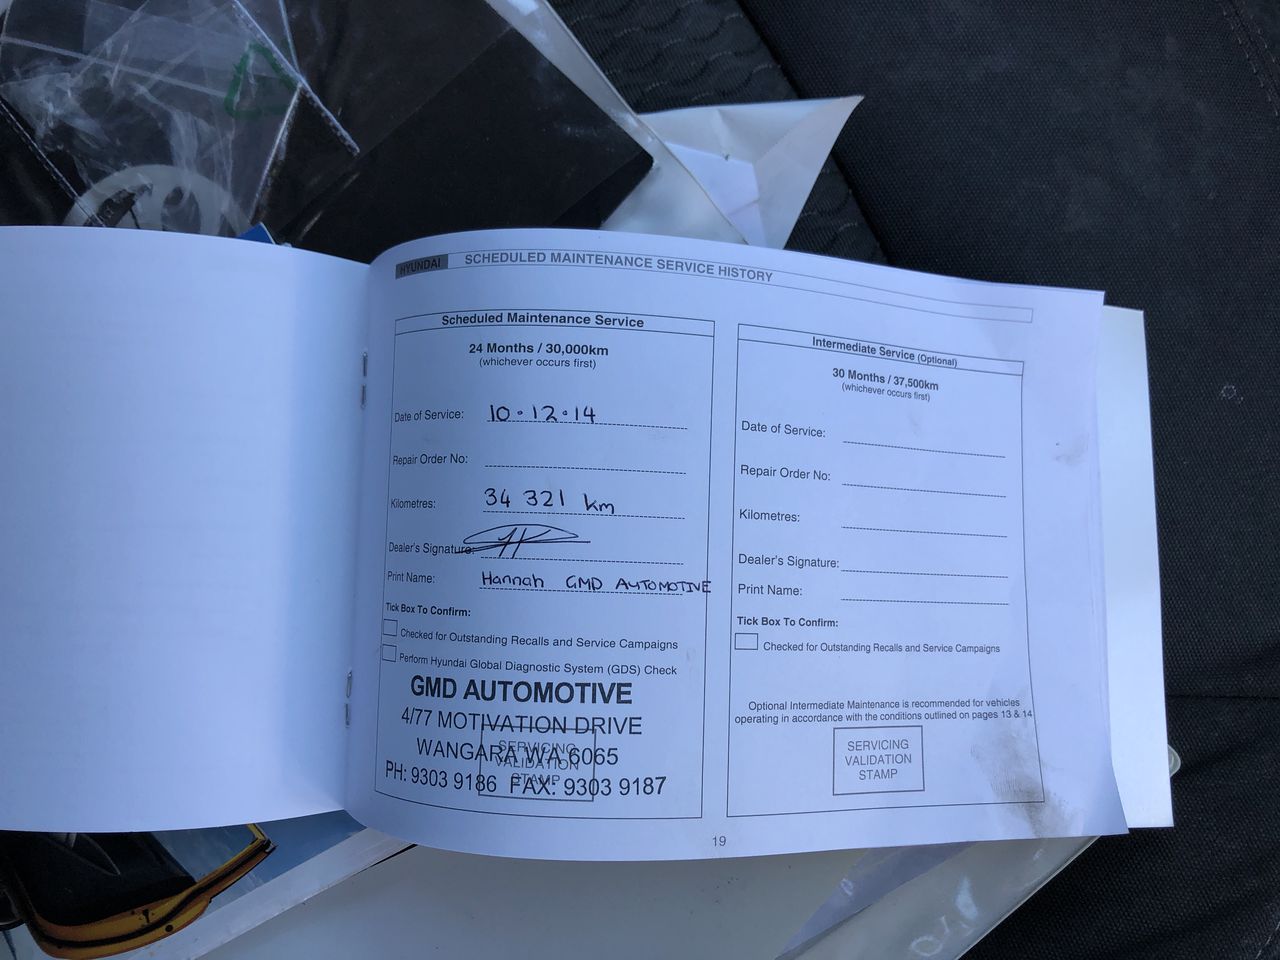 HYUNDAI SCHEDULED MAINTENANCE SERVICE HISTORY
Scheduled Maintenance Service
24 Months / 30,000km
(whichever occurs first)
Date of Service: 10.12.14
Repair Order No:
Kilometres: 34 321 km
Dealer's Signature:
Print Name: Hannah GMD AUTOMOTIVE
Tick Box To Confirm:
Checked for Outstanding Recalls and Service Campaigns
Perform Hyundai Global Diagnostic System (GDS) Check
GMD AUTOMOTIVE
4/77 MOTIVATION DRIVE
WANGARA WA 6065
PH: 9303 9186 FAX: 9303 9187
SERVICING
VALIDATION
STAMP
Intermediate Service (Optional)
30 Months / 37,500km
(whichever occurs first)
Date of Service:
Repair Order No:
Kilometres:
Dealer's Signature:
Print Name:
Tick Box To Confirm:
Checked for Outstanding Recalls and Service Campaigns
Optional Intermediate Maintenance is recommended for vehicles
operating in accordance with the conditions outlined on pages 13 & 14
SERVICING
VALIDATION
STAMP
19